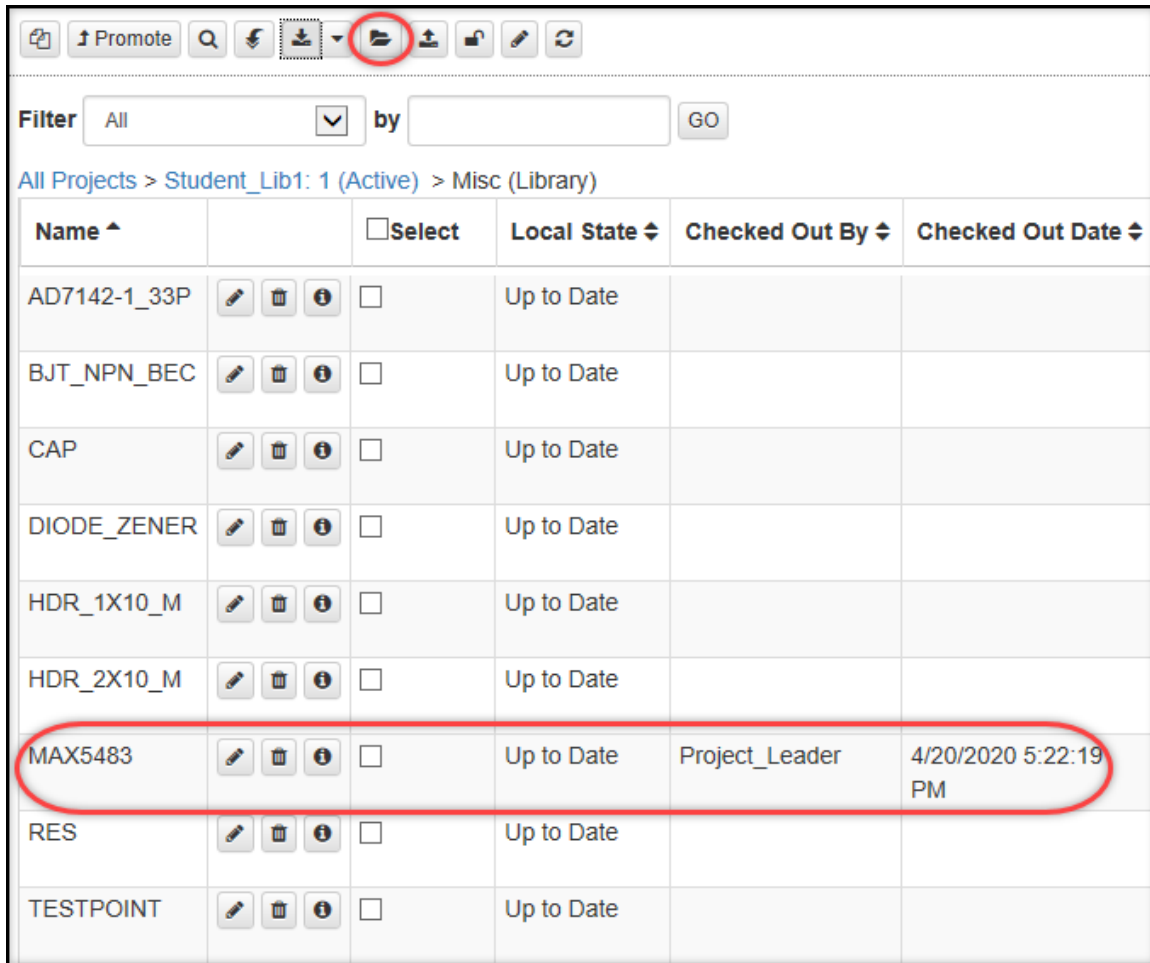 Promote
Filter All by GO
All Projects > Student_Lib1: 1 (Active) > Misc (Library)
Name Select Local State Checked Out By Checked Out Date
AD7142-1_33P Up to Date
BJT_NPN_BEC Up to Date
CAP Up to Date
DIODE_ZENER Up to Date
HDR_1X10_M Up to Date
HDR_2X10_M Up to Date
MAX5483 Up to Date Project_Leader 4/20/2020 5:22:19
PM
RES Up to Date
TESTPOINT Up to Date